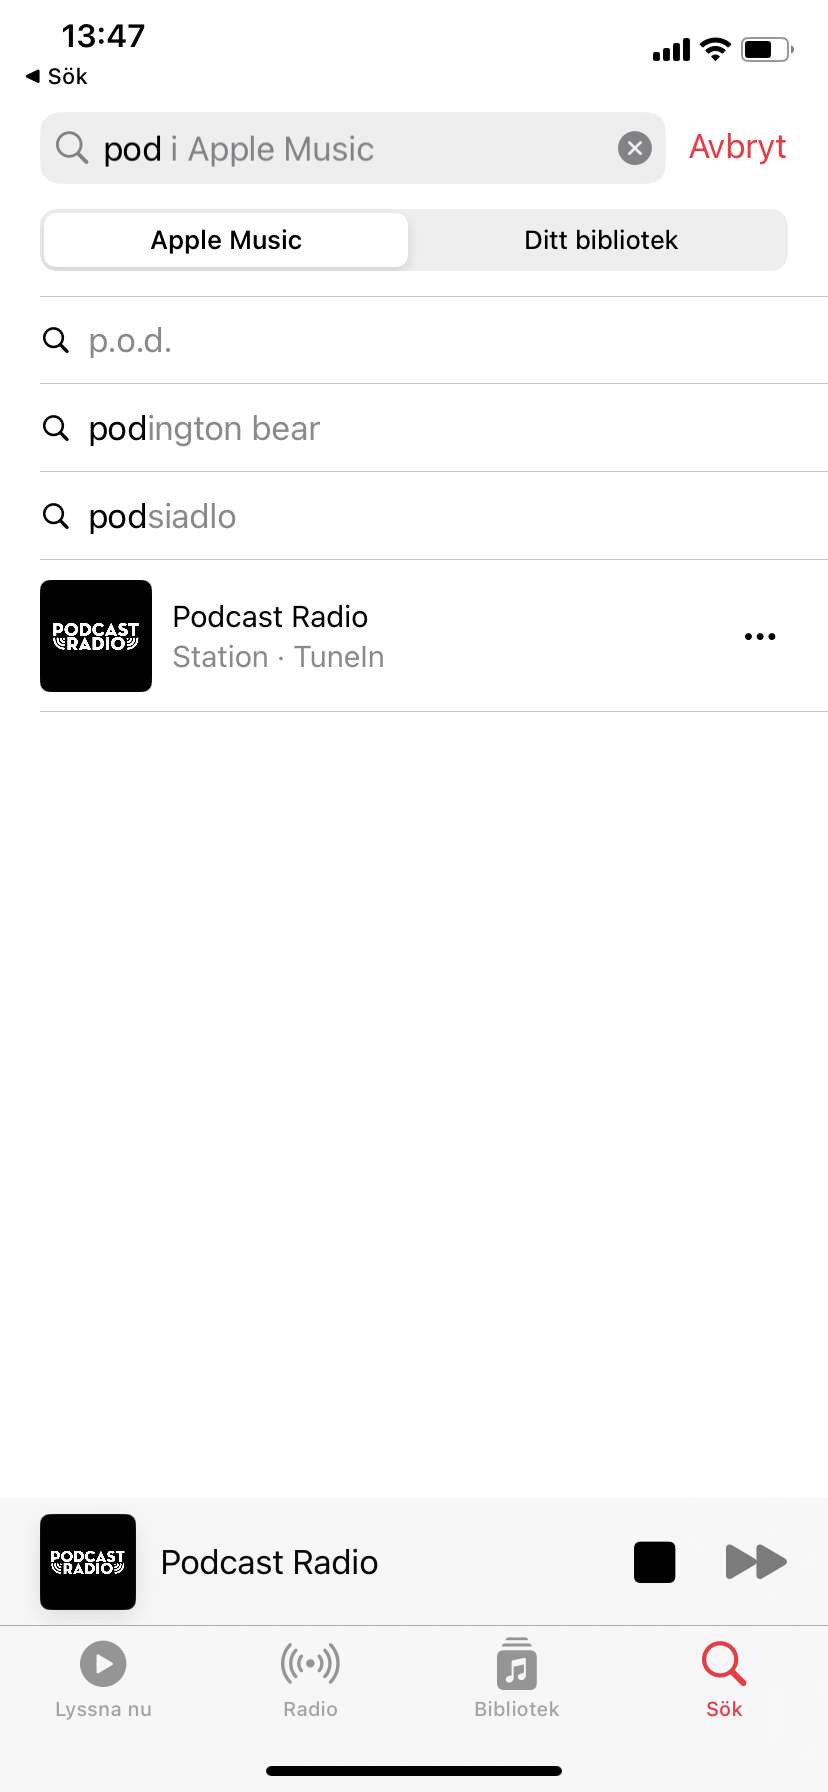 13:47
Sök
pod i Apple Music
Avbryt
Apple Music
Ditt bibliotek
p.o.d.
podington bear
podsiadlo
PODCAST
RADIO
Podcast Radio
Station · TuneIn
PODCAST
RADIO
Podcast Radio
Lyssna nu
Radio
Bibliotek
Sök